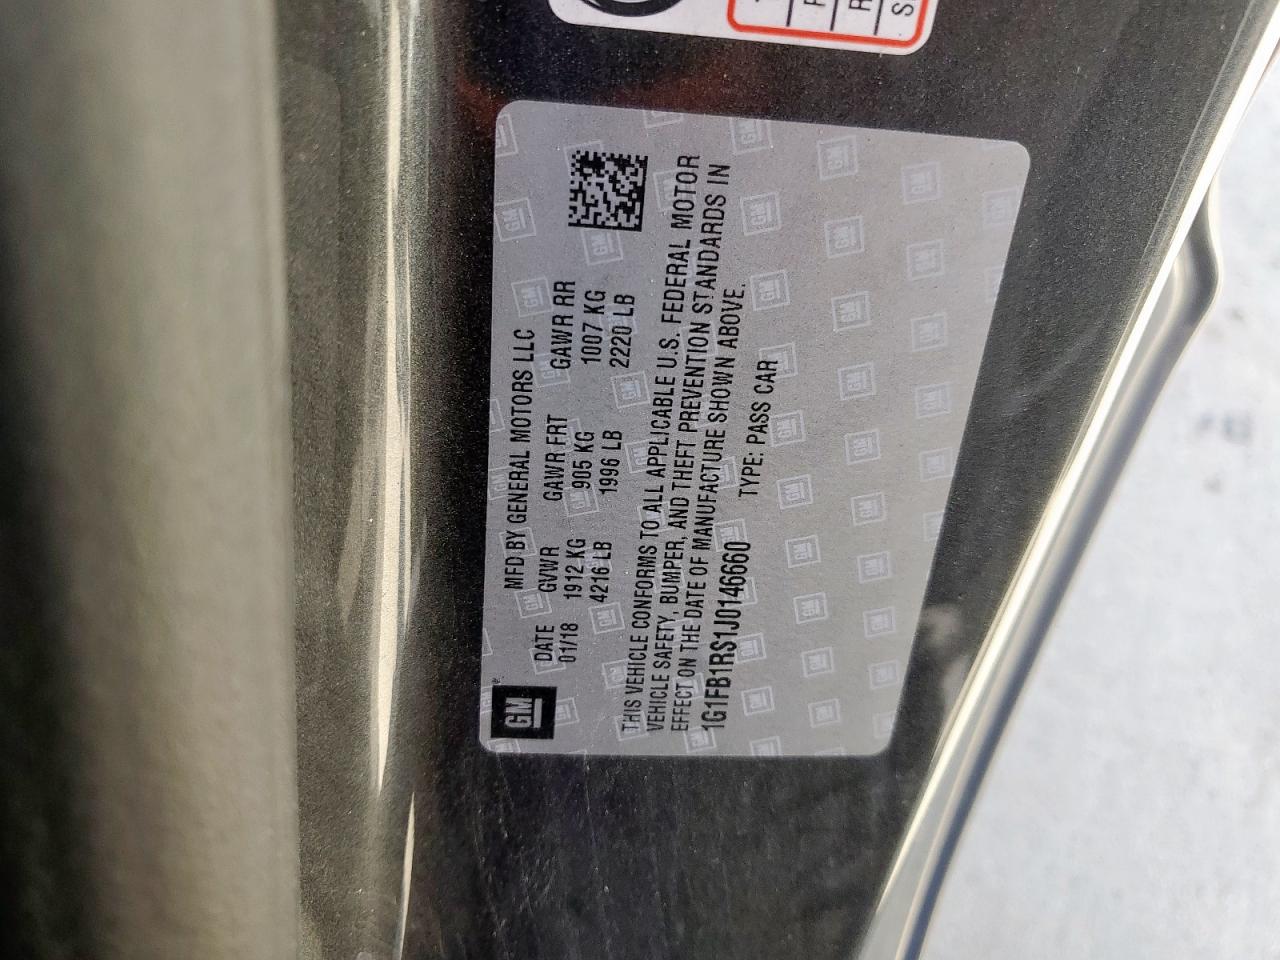 GM
MFD BY GENERAL MOTORS LLC
DATE GVWR GAWR FRT GAWR RR
01/18 1912 KG 905 KG 1007 KG
4216 LB 1996 LB 2220 LB
THIS VEHICLE CONFORMS TO ALL APPLICABLE U.S. FEDERAL MOTOR
VEHICLE SAFETY, BUMPER, AND THEFT PREVENTION STANDARDS IN
EFFECT ON THE DATE OF MANUFACTURE SHOWN ABOVE.
1G1FB1RS1J0146660 TYPE: PASS CAR